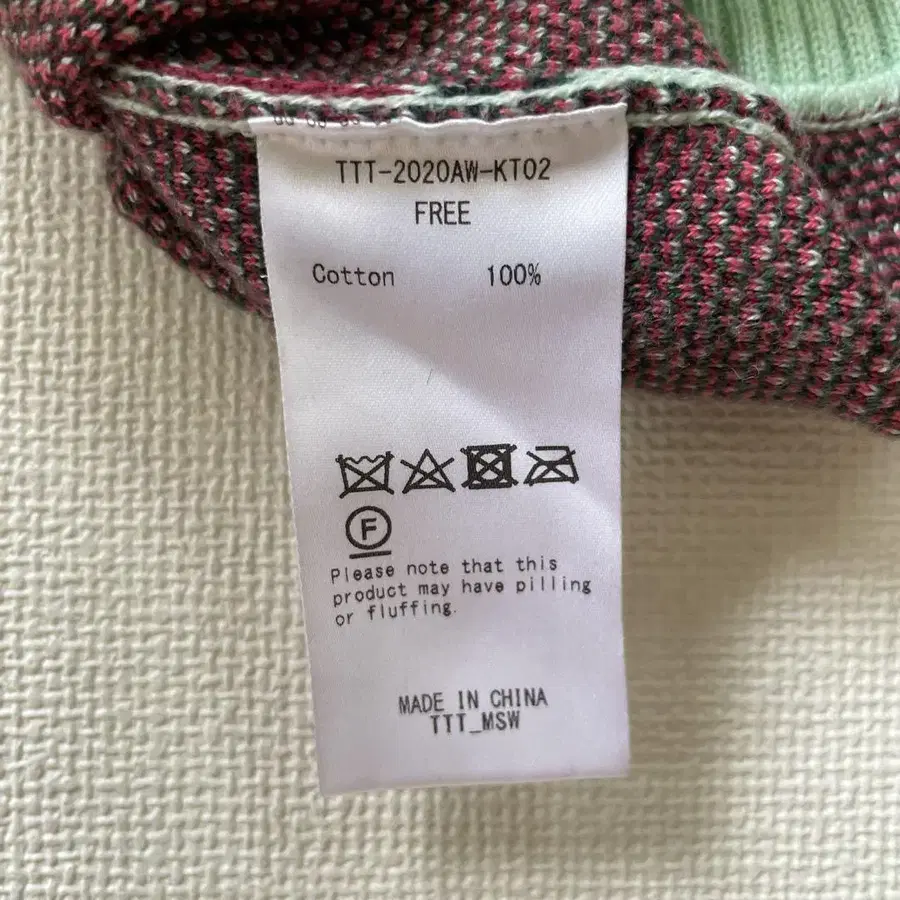 TTT-2020AW-KT02
FREE
Cotton 100%
F
Please note that this
product may have pilling
or fluffing.
MADE IN CHINA
TTT_MSW